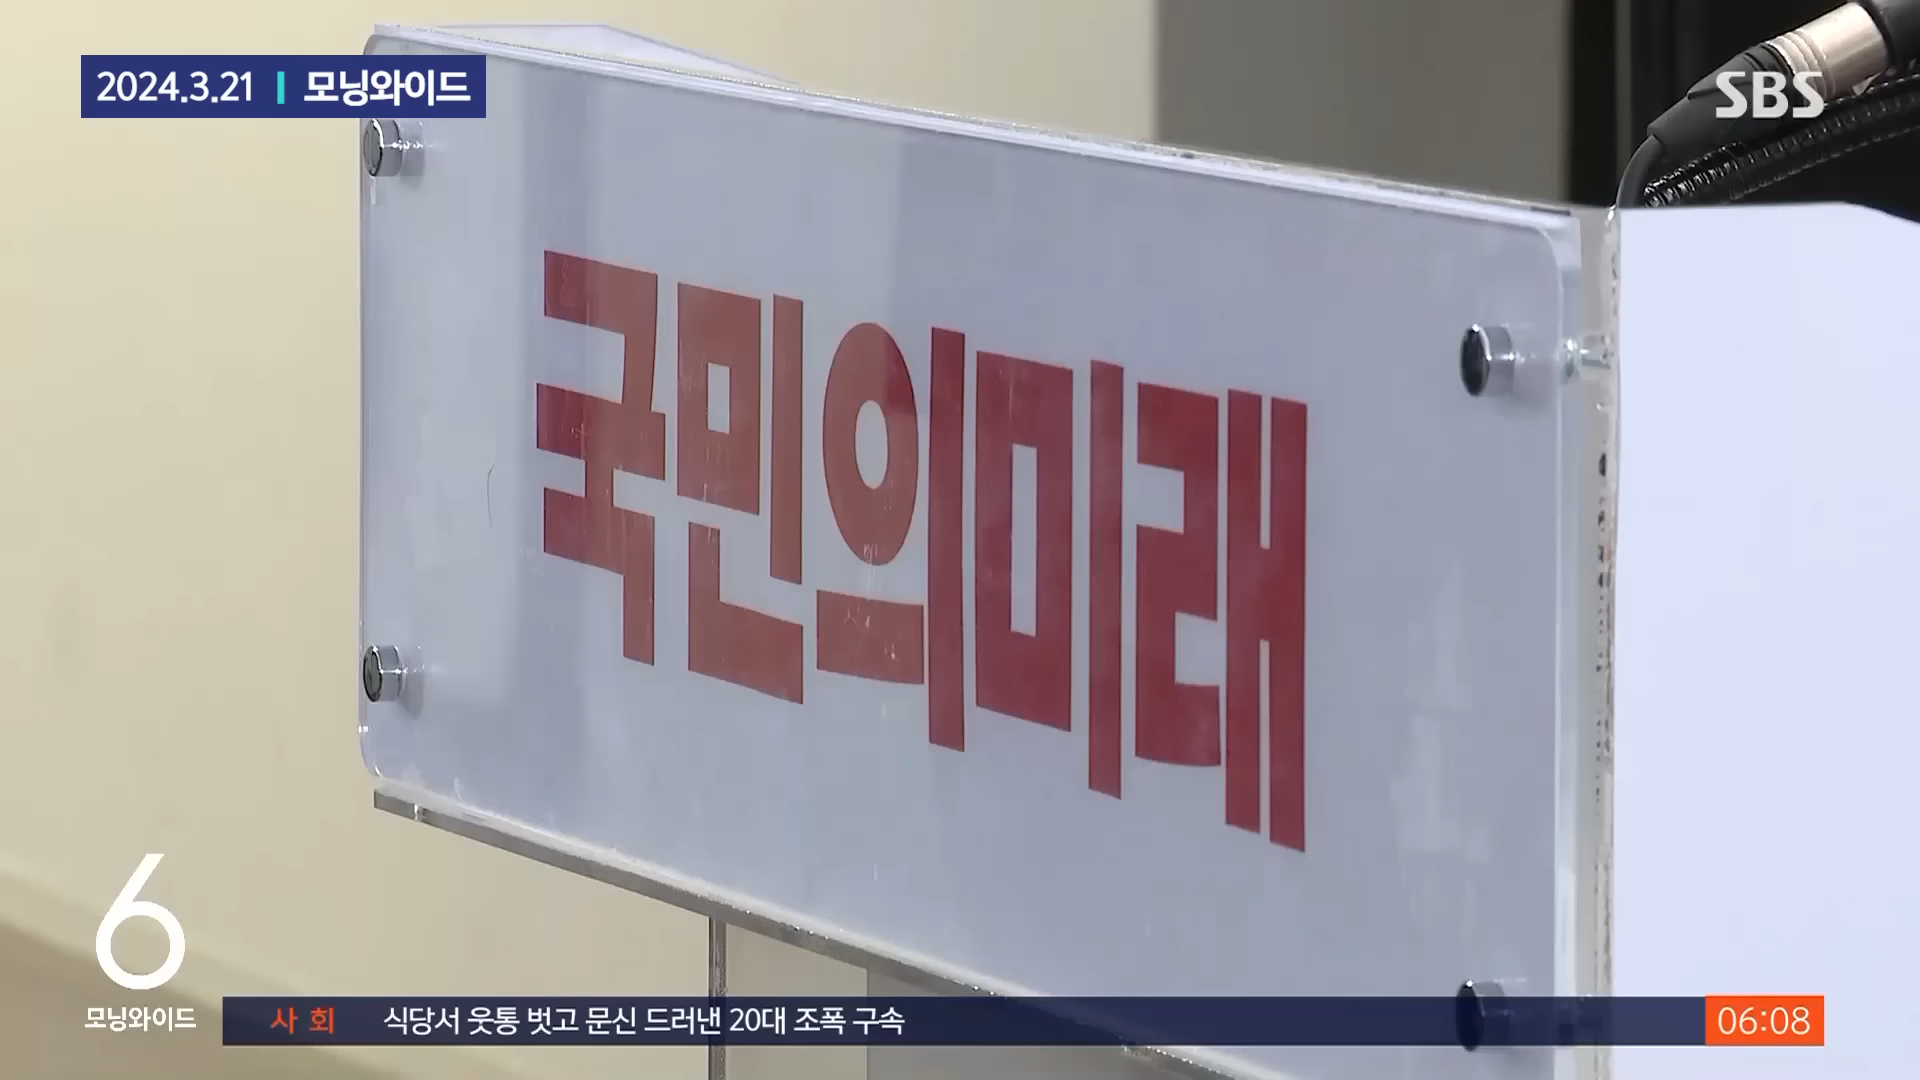 2024.3.21 | 모닝와이드
SBS
국민의미래
6
모닝와이드
사회 식당서 웃통 벗고 문신 드러낸 20대 조폭 구속 06:08